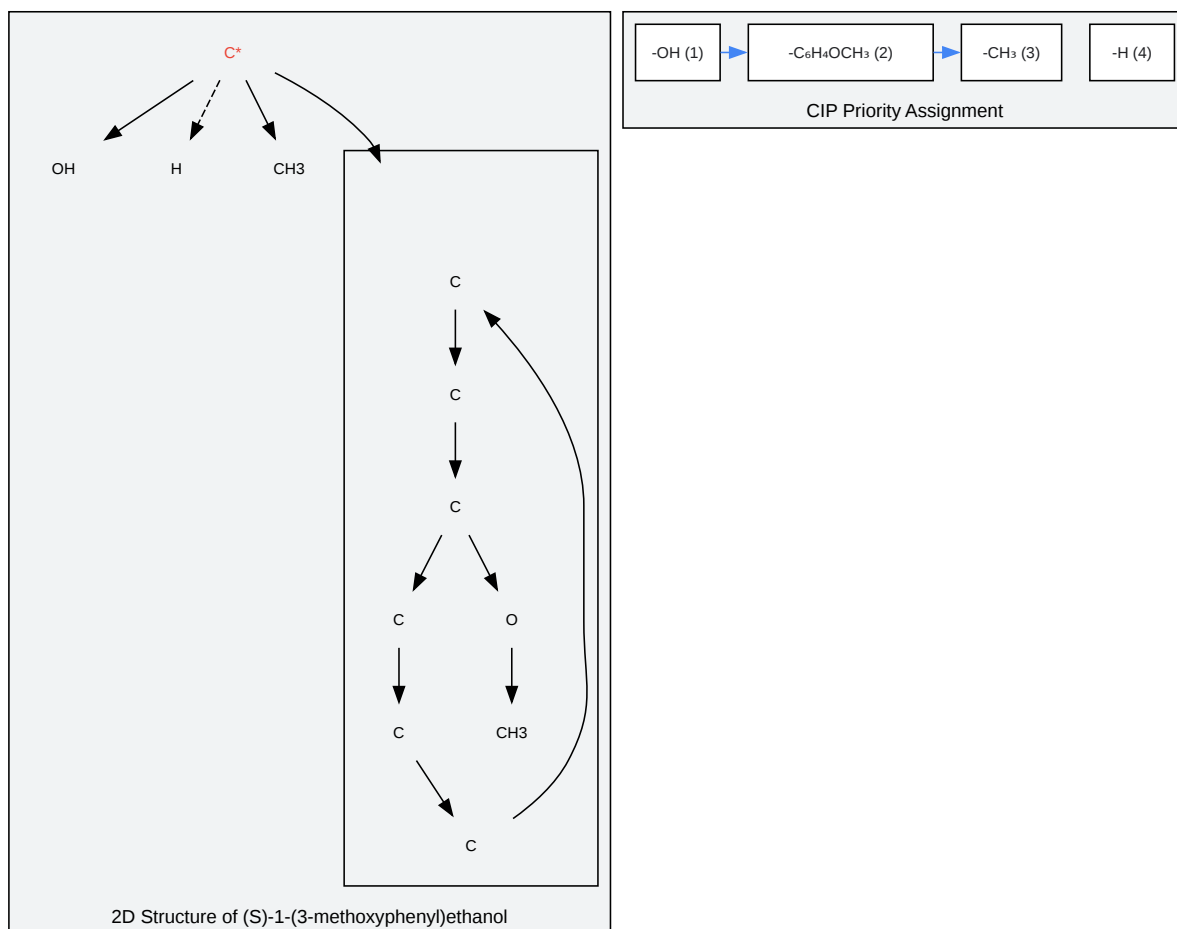 C*
OH H CH3
C
C
C
C O
C CH3
C
2D Structure of (S)-1-(3-methoxyphenyl)ethanol
-OH (1) -C₆H₄OCH₃ (2) -CH₃ (3) -H (4)
CIP Priority Assignment